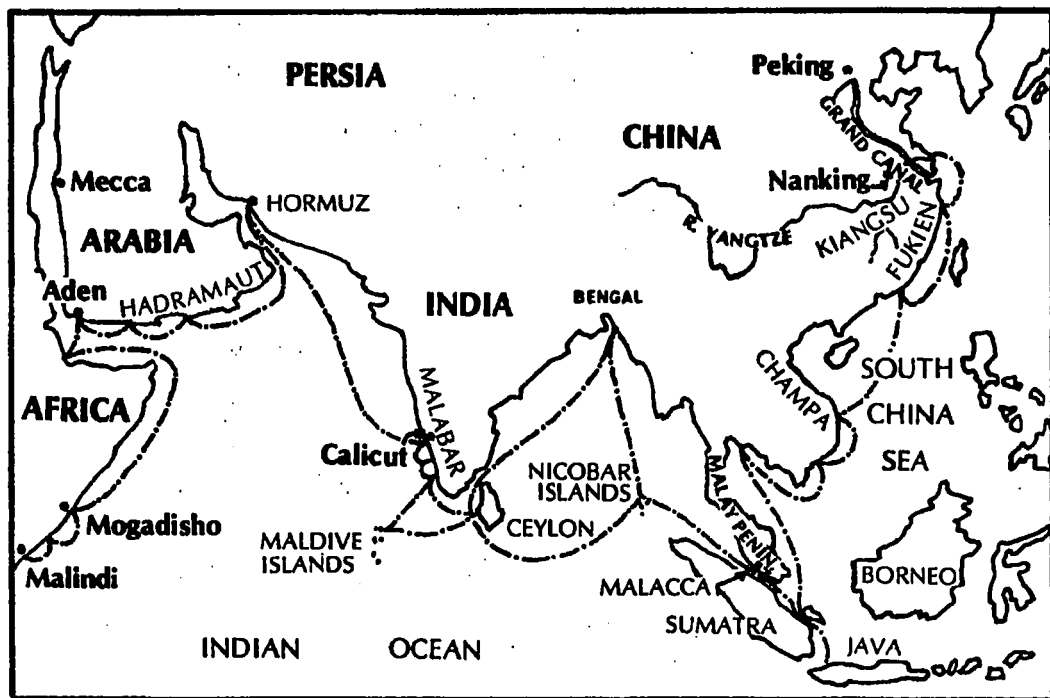 PERSIA
Peking
GRAND CANAL
CHINA
Mecca
Nanking
HORMUZ
R. YANGTZE
KIANGSU
FUKIEN
ARABIA
Aden
HADRAMAUT
INDIA
BENGAL
CHAMPA
SOUTH
CHINA
SEA
AFRICA
MALABAR
Calicut
NICOBAR
ISLANDS
MALAY PENIN.
Mogadisho
CEYLON
MALDIVE
ISLANDS
Malindi
MALACCA
BORNEO
SUMATRA
JAVA
INDIAN OCEAN